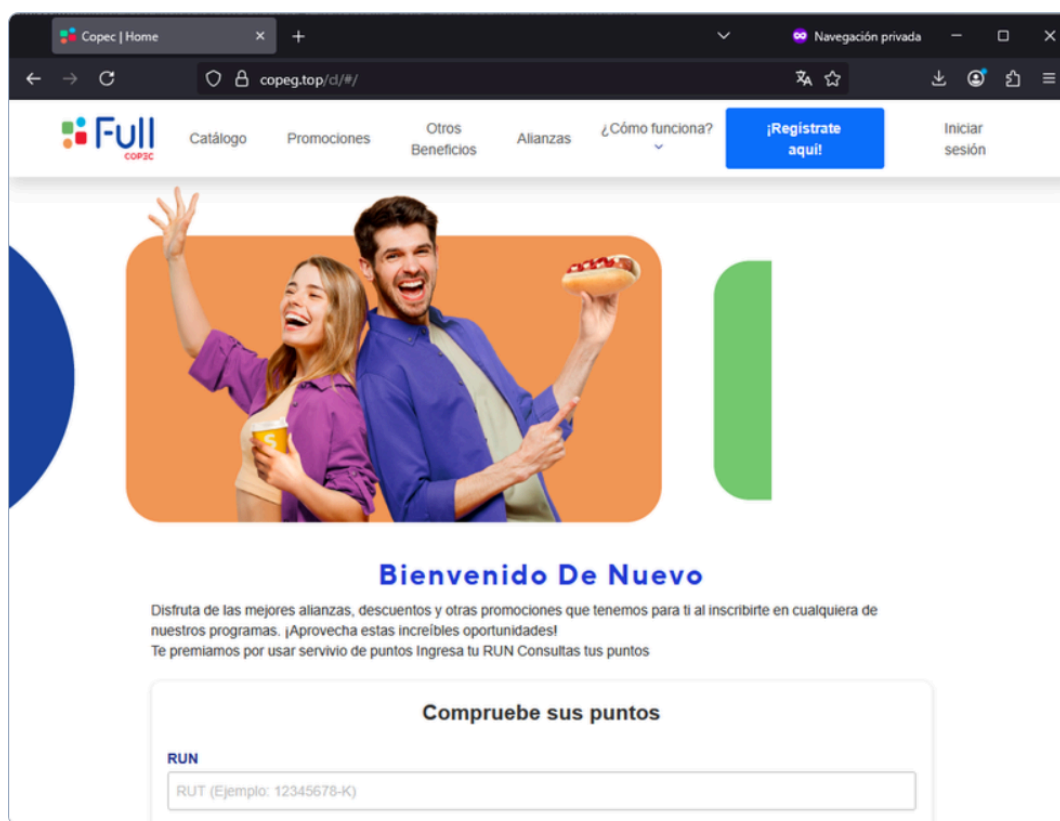 Copec | Home
Navegación privada
copeg.top/cl/#/
Full
COPEC
Catálogo
Promociones
Otros
Beneficios
Alianzas
¿Cómo funciona?
¡Regístrate
aquí!
Iniciar
sesión
S
Bienvenido De Nuevo
Disfruta de las mejores alianzas, descuentos y otras promociones que tenemos para ti al inscribirte en cualquiera de
nuestros programas. ¡Aprovecha estas increíbles oportunidades!
Te premiamos por usar servivio de puntos Ingresa tu RUN Consultas tus puntos
Compruebe sus puntos
RUN
RUT (Ejemplo: 12345678-K)